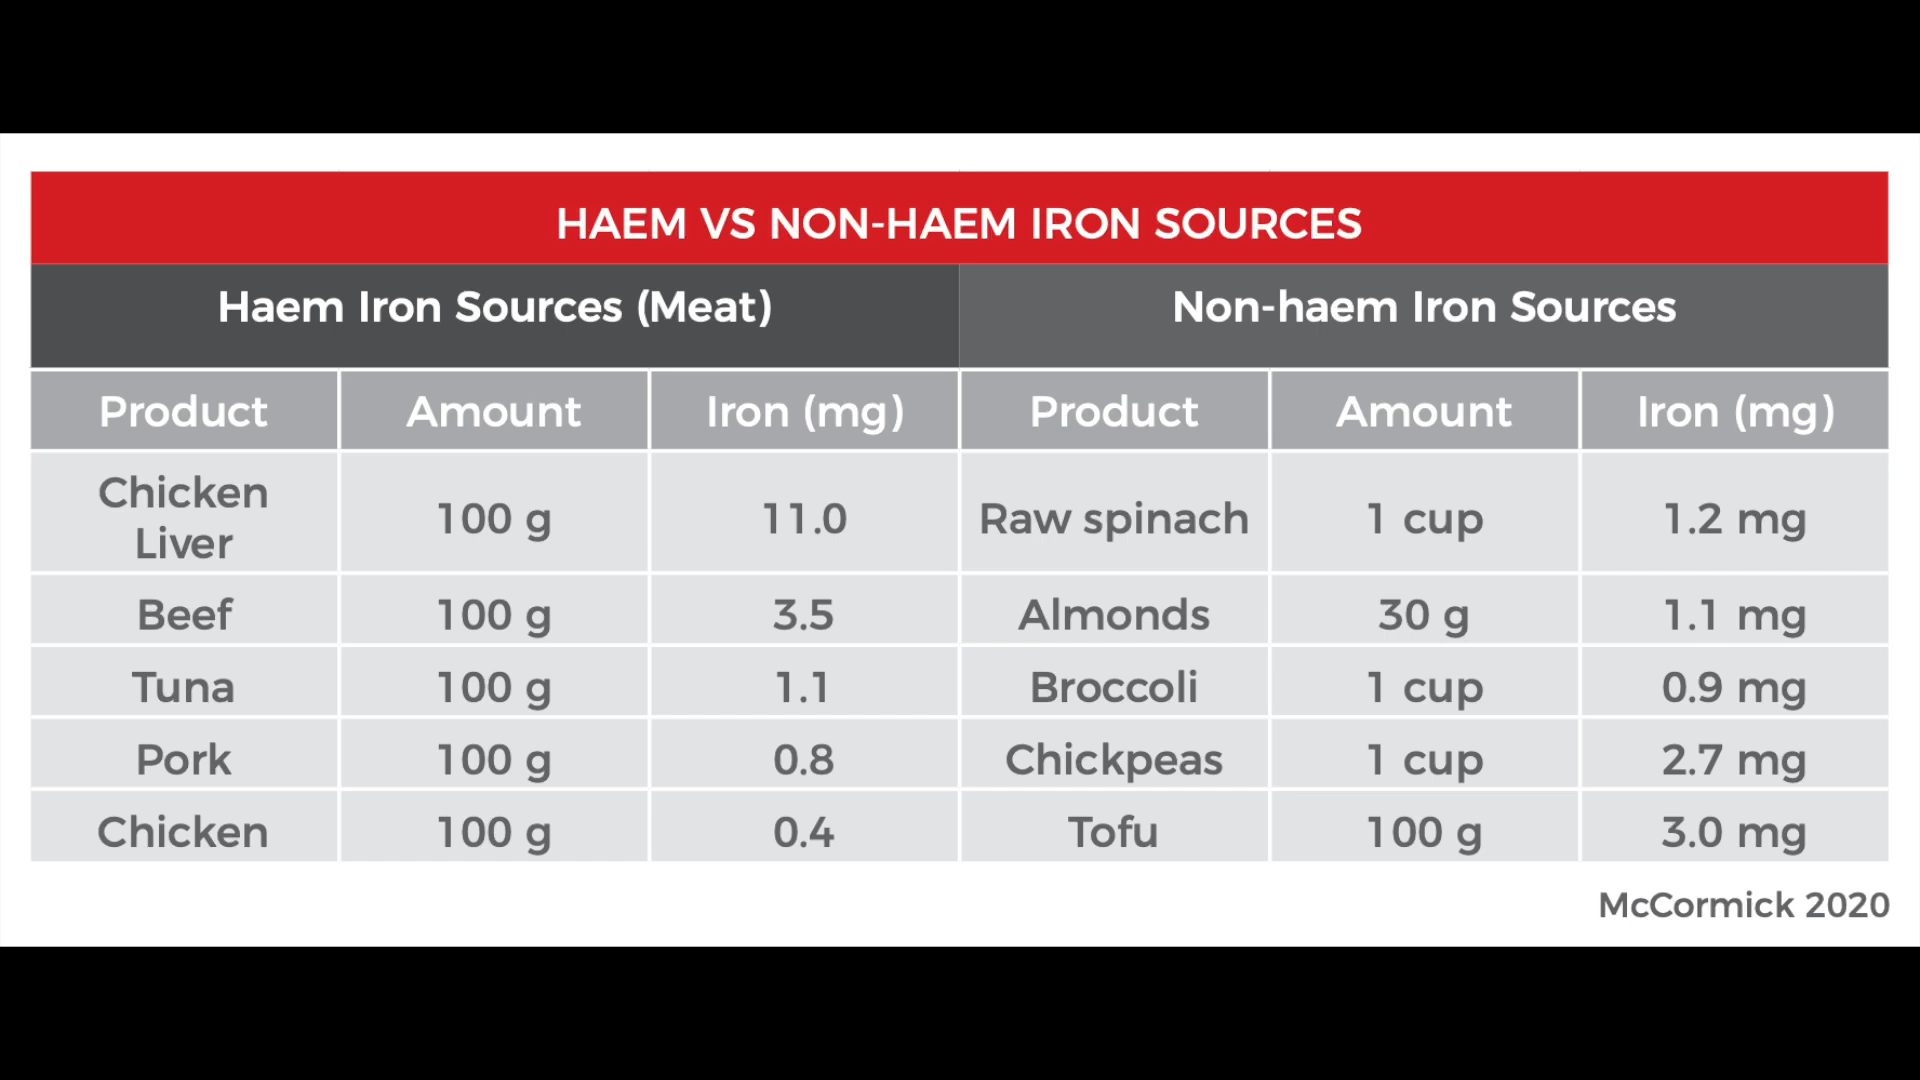 HAEM VS NON-HAEM IRON SOURCES
Haem Iron Sources (Meat) Non-haem Iron Sources
Product Amount Iron (mg) Product Amount Iron (mg)
Chicken
Liver 100 g 11.0 Raw spinach 1 cup 1.2 mg
Beef 100 g 3.5 Almonds 30 g 1.1 mg
Tuna 100 g 1.1 Broccoli 1 cup 0.9 mg
Pork 100 g 0.8 Chickpeas 1 cup 2.7 mg
Chicken 100 g 0.4 Tofu 100 g 3.0 mg
McCormick 2020